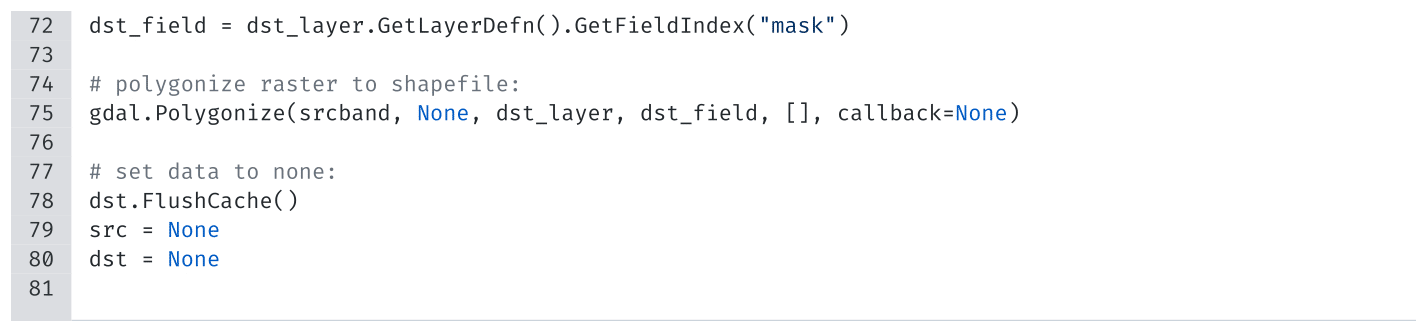 72 dst_field = dst_layer.GetLayerDefn().GetFieldIndex("mask")
73
74 # polygonize raster to shapefile:
75 gdal.Polygonize(srcband, None, dst_layer, dst_field, [], callback=None)
76
77 # set data to none:
78 dst.FlushCache()
79 src = None
80 dst = None
81